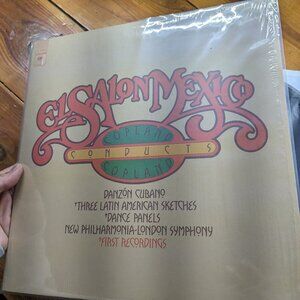 EL SALON MEXICO
COPLAND
CONDUCTS
COPLAND
DANZÓN CUBANO
*THREE LATIN AMERICAN SKETCHES
*DANCE PANELS
NEW PHILHARMONIA-LONDON SYMPHONY
*FIRST RECORDINGS